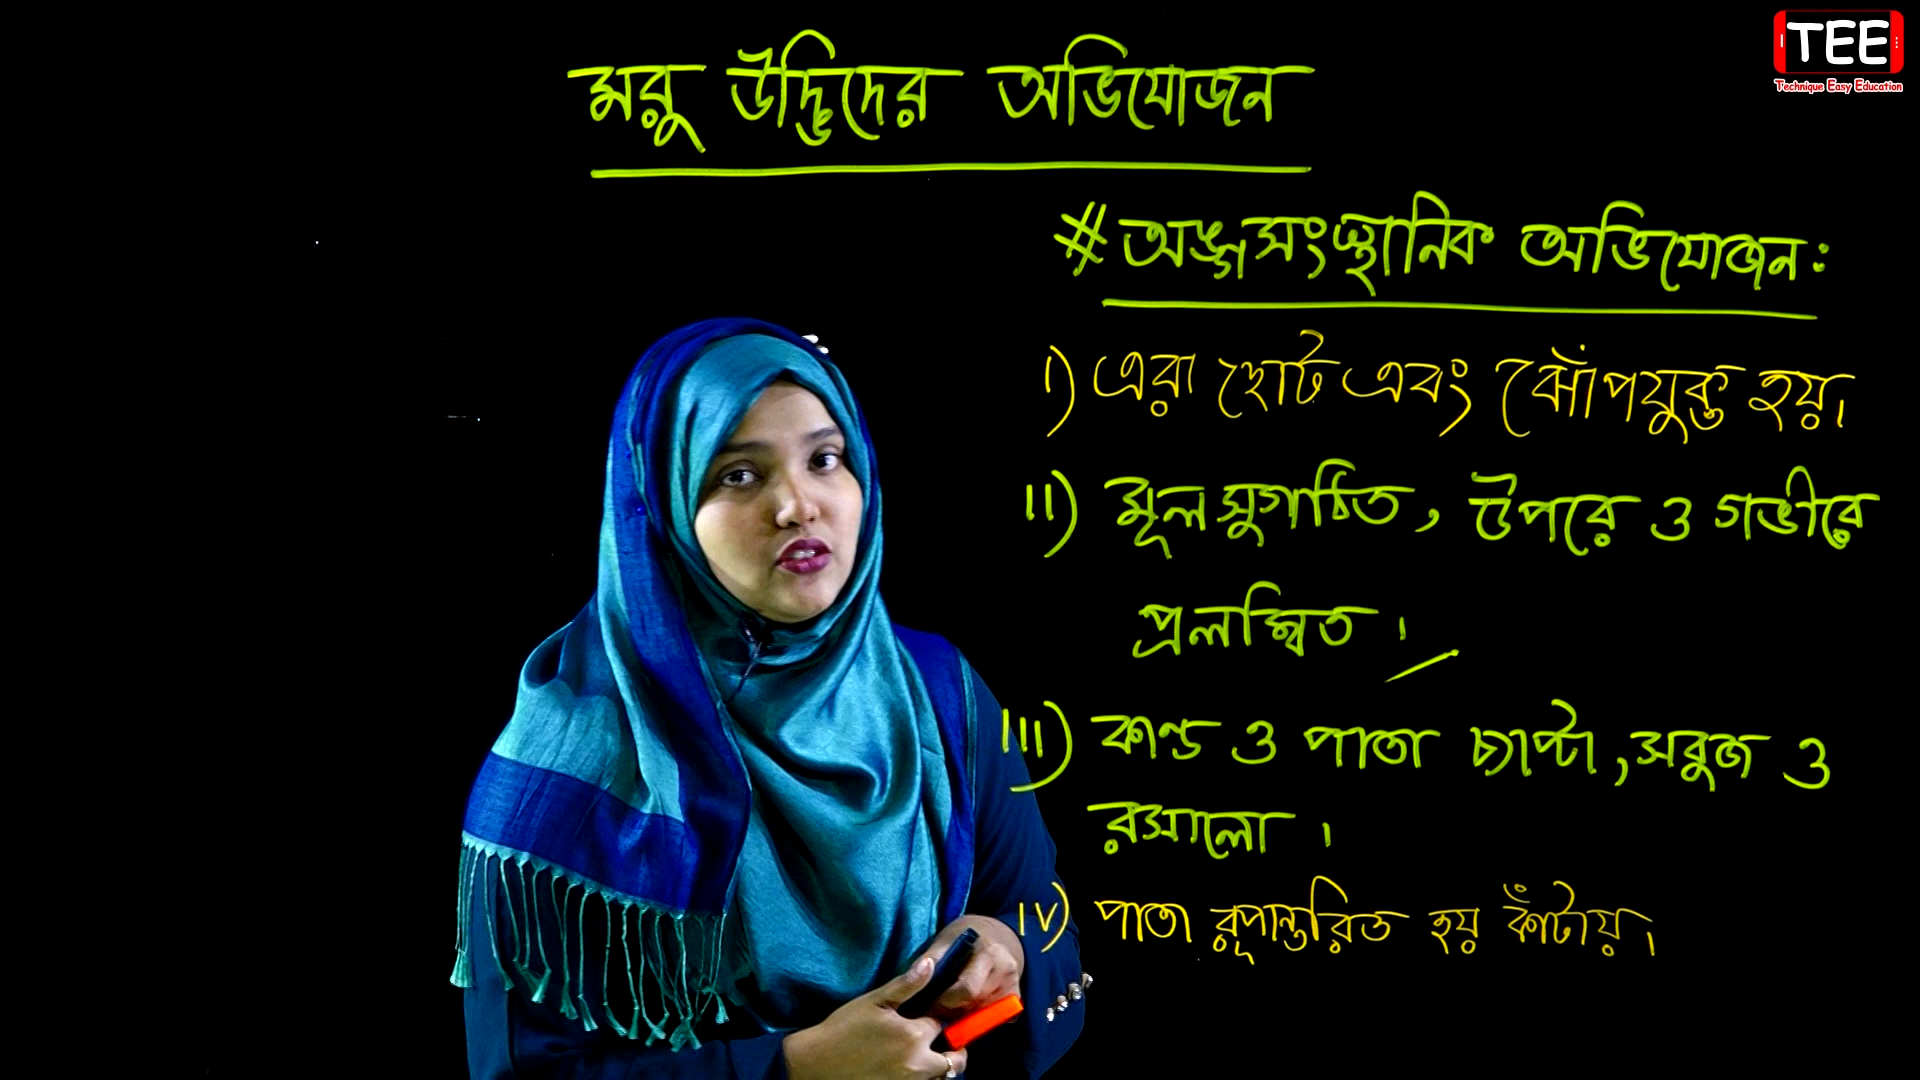 TEE
Technique Easy Education
মরু উদ্ভিদের অভিযোজন
# অঙ্গসংস্থানিক অভিযোজন:
i) এরা ছোট এবং ঝোঁপযুক্ত হয়।
ii) মূল সুগঠিত, উপরে ও গভীরে
প্রলম্বিত।
iii) কান্ড ও পাতা চ্যাপ্টা, সবুজ ও
রসালো।
iv) পাতা রূপান্তরিত হয় কাঁটায়।